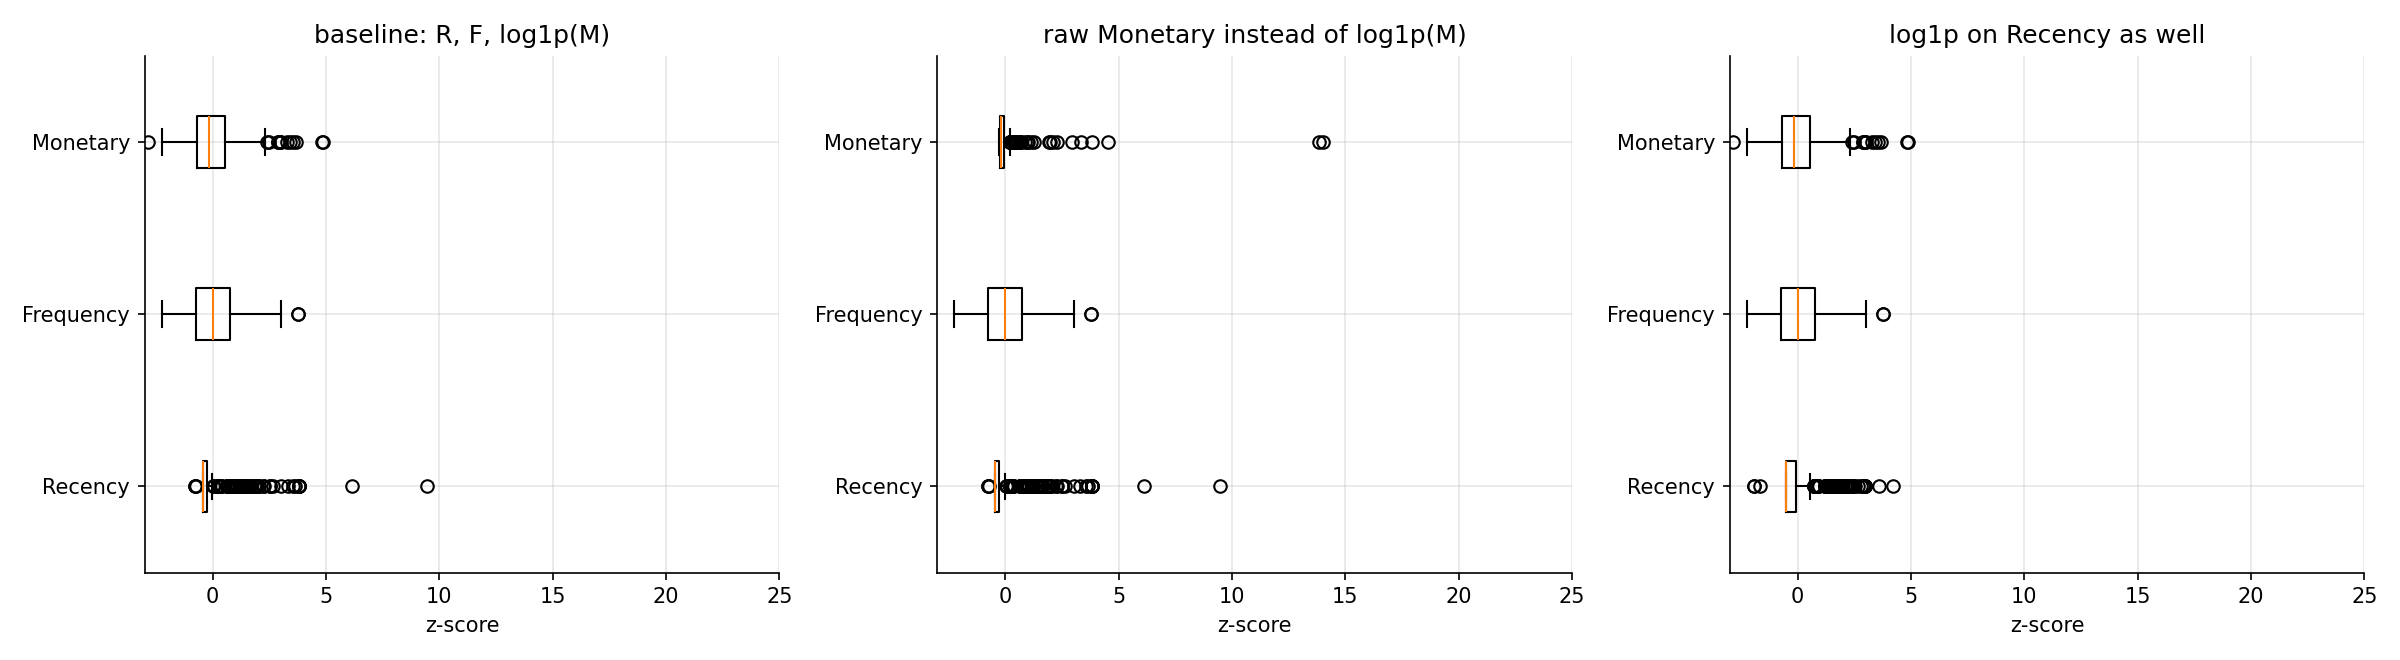 baseline: R, F, log1p(M)
Monetary
Frequency
Recency
0 5 10 15 20 25
z-score
raw Monetary instead of log1p(M)
Monetary
Frequency
Recency
0 5 10 15 20 25
z-score
log1p on Recency as well
Monetary
Frequency
Recency
0 5 10 15 20 25
z-score